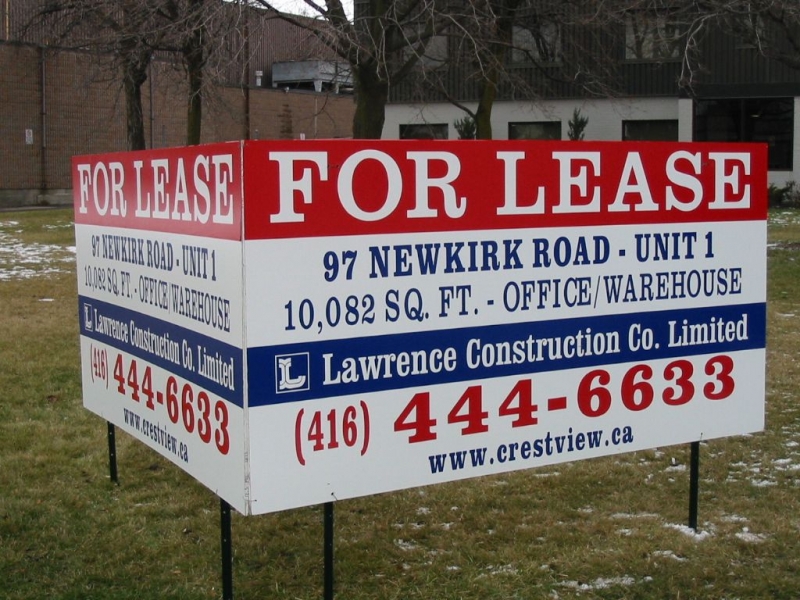 FOR LEASE
97 NEWKIRK ROAD - UNIT 1
10,082 SQ. FT. - OFFICE/WAREHOUSE
L Lawrence Construction Co. Limited
(416) 444-6633
www.crestview.ca
FOR LEASE
97 NEWKIRK ROAD - UNIT 1
10,082 SQ. FT. - OFFICE/WAREHOUSE
L Lawrence Construction Co. Limited
(416) 444-6633
www.crestview.ca